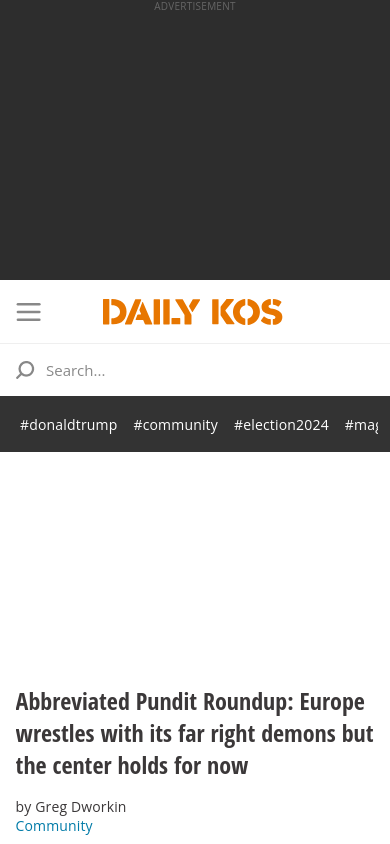 ADVERTISEMENT
DAILY KOS
Search...
#donaldtrump #community #election2024 #mag
Abbreviated Pundit Roundup: Europe
wrestles with its far right demons but
the center holds for now
by Greg Dworkin
Community